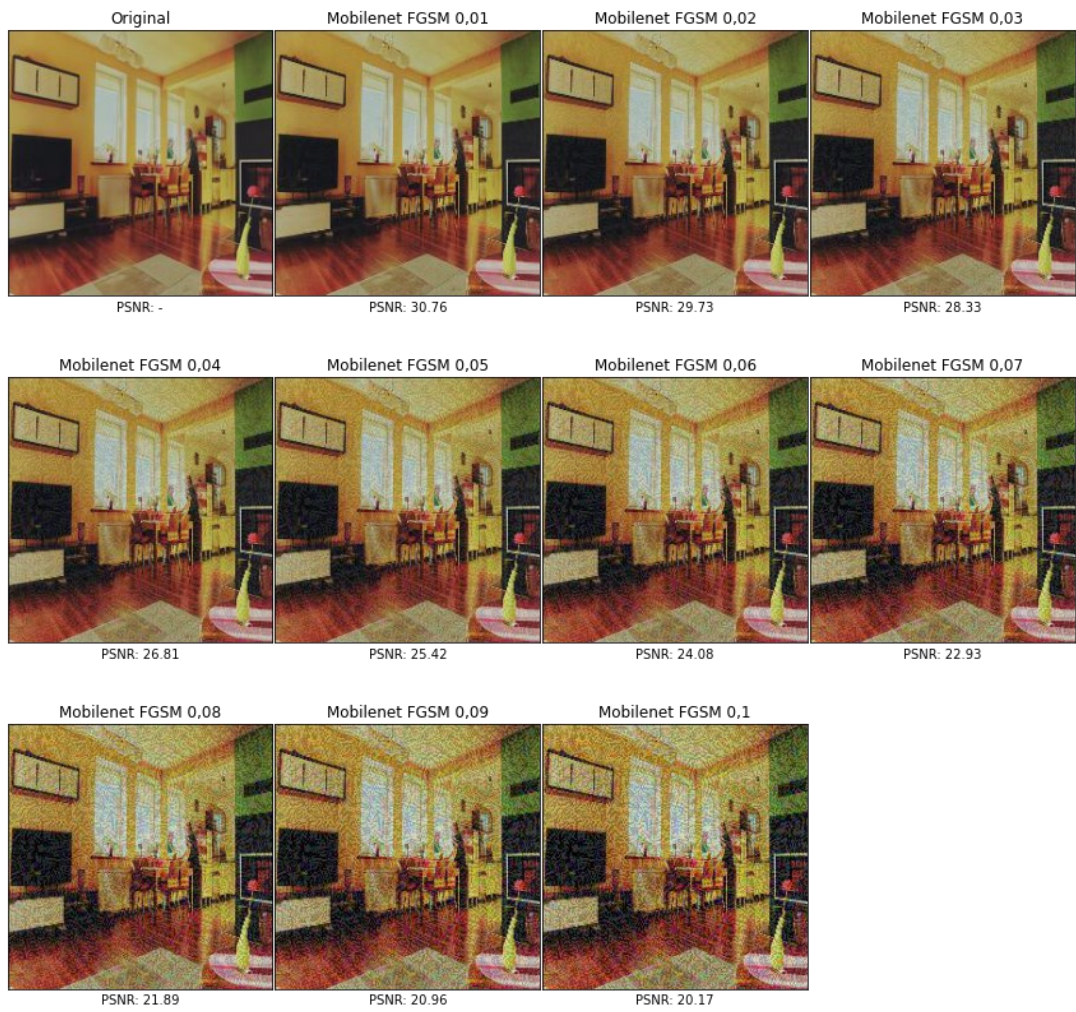 Original
Mobilenet FGSM 0,01
Mobilenet FGSM 0,02
Mobilenet FGSM 0,03
PSNR: -
PSNR: 30.76
PSNR: 29.73
PSNR: 28.33
Mobilenet FGSM 0,04
Mobilenet FGSM 0,05
Mobilenet FGSM 0,06
Mobilenet FGSM 0,07
PSNR: 26.81
PSNR: 25.42
PSNR: 24.08
PSNR: 22.93
Mobilenet FGSM 0,08
Mobilenet FGSM 0,09
Mobilenet FGSM 0,1
PSNR: 21.89
PSNR: 20.96
PSNR: 20.17